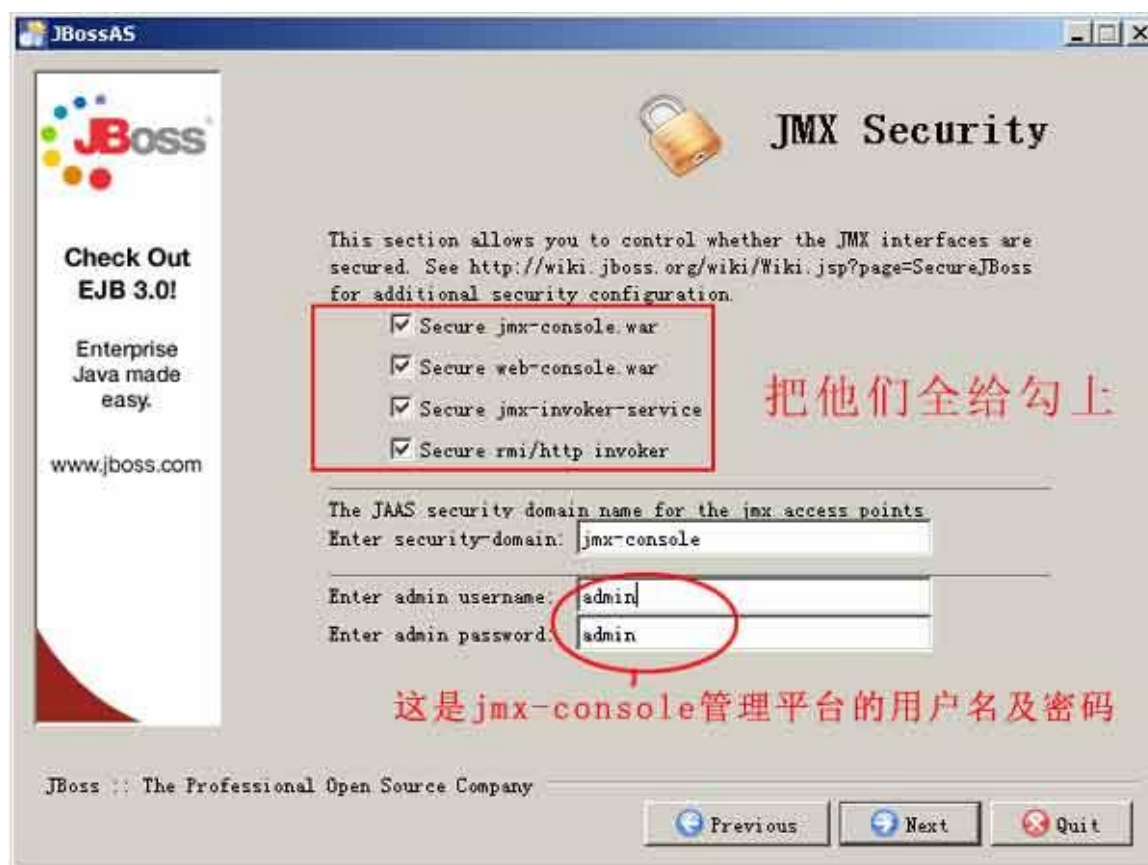 JBossAS
JBoss
JMX Security
Check Out
EJB 3.0!
Enterprise
Java made
easy.
www.jboss.com
This section allows you to control whether the JMX interfaces are
secured. See http://wiki.jboss.org/wiki/Wiki.jsp?page=SecureJBoss
for additional security configuration.
Secure jmx-console.war
Secure web-console.war
Secure jmx-invoker-service
Secure rmi/http invoker
把他们全给勾上
The JAAS security domain name for the jmx access points
Enter security-domain: jmx-console
Enter admin username: admin
Enter admin password: admin
这是jmx-console管理平台的用户名及密码
JBoss :: The Professional Open Source Company
Previous Next Quit